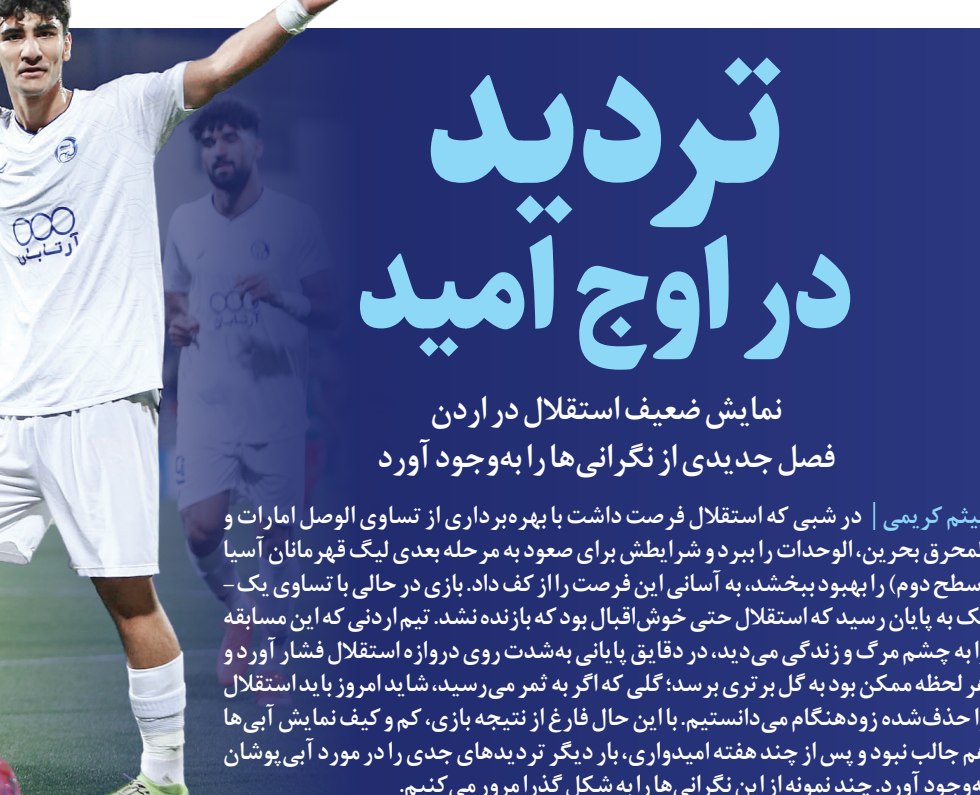 تردید
در اوج امید
نمایش ضعیف استقلال در اردن
فصل جدیدی از نگرانی‌ها را به‌وجود آورد
یثم کریمی | در شبی که استقلال فرصت داشت با بهره‌برداری از تساوی الوصل امارات و
لمحرق بحرین، الوحدات را ببرد و شرایطش برای صعود به مرحله بعدی لیگ قهرمانان آسیا
سطح دوم) را بهبود ببخشد، به آسانی این فرصت را از کف داد. بازی در حالی با تساوی یک -
ک به پایان رسید که استقلال حتی خوش‌اقبال بود که بازنده نشد. تیم اردنی که این مسابقه
ا به چشم مرگ و زندگی می‌دید، در دقایق پایانی به‌شدت روی دروازه استقلال فشار آورد و
هر لحظه ممکن بود به گل برتری برسد؛ گلی که اگر به ثمر می‌رسید، شاید امروز باید استقلال
ا حذف‌شده زودهنگام می‌دانستیم. با این حال فارغ از نتیجه بازی، کم و کیف نمایش آبی‌ها
هم جالب نبود و پس از چند هفته امیدواری، بار دیگر تردیدهای جدی را در مورد آبی‌پوشان
به‌وجود آورد. چند نمونه از این نگرانی‌ها را به شکل گذرا مرور می‌کنیم.
آرتابان
آرتابان